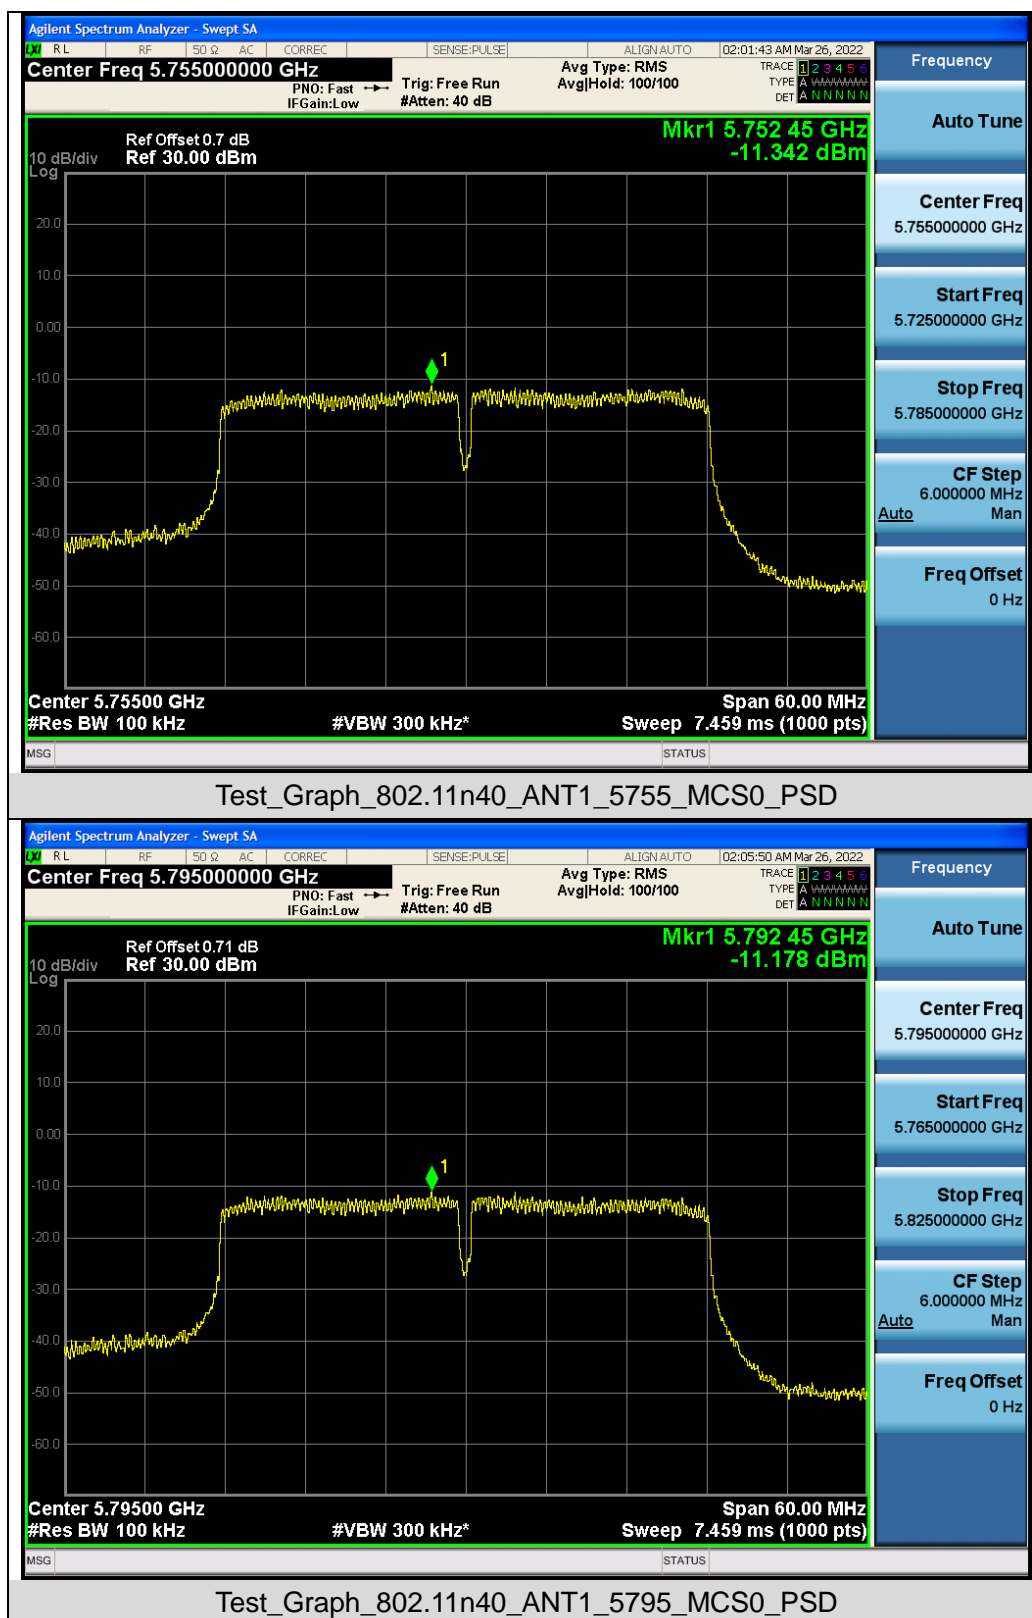 Agilent Spectrum Analyzer - Swept SA
LXI RL RF 50 Ω AC CORREC SENSE:PULSE ALIGN AUTO 02:01:43 AM Mar 26, 2022
Center Freq 5.755000000 GHz
PNO: Fast
IFGain:Low
Trig: Free Run
#Atten: 40 dB
Avg Type: RMS
Avg|Hold: 100/100
TRACE 1 2 3 4 5 6
TYPE A WWWWW
DET A N N N N N
Ref Offset 0.7 dB
Ref 30.00 dBm
Mkr1 5.752 45 GHz
-11.342 dBm
10 dB/div
Log
20.0
10.0
0.00
-10.0
-20.0
-30.0
-40.0
-50.0
-60.0
1
Center 5.75500 GHz
Span 60.00 MHz
#Res BW 100 kHz
#VBW 300 kHz*
Sweep 7.459 ms (1000 pts)
MSG
STATUS
Frequency
Auto Tune
Center Freq
5.755000000 GHz
Start Freq
5.725000000 GHz
Stop Freq
5.785000000 GHz
CF Step
6.000000 MHz
Auto Man
Freq Offset
0 Hz
Test_Graph_802.11n40_ANT1_5755_MCS0_PSD
Agilent Spectrum Analyzer - Swept SA
LXI RL RF 50 Ω AC CORREC SENSE:PULSE ALIGN AUTO 02:05:50 AM Mar 26, 2022
Center Freq 5.795000000 GHz
PNO: Fast
IFGain:Low
Trig: Free Run
#Atten: 40 dB
Avg Type: RMS
Avg|Hold: 100/100
TRACE 1 2 3 4 5 6
TYPE A WWWWW
DET A N N N N N
Ref Offset 0.71 dB
Ref 30.00 dBm
Mkr1 5.792 45 GHz
-11.178 dBm
10 dB/div
Log
20.0
10.0
0.00
-10.0
-20.0
-30.0
-40.0
-50.0
-60.0
1
Center 5.79500 GHz
Span 60.00 MHz
#Res BW 100 kHz
#VBW 300 kHz*
Sweep 7.459 ms (1000 pts)
MSG
STATUS
Frequency
Auto Tune
Center Freq
5.795000000 GHz
Start Freq
5.765000000 GHz
Stop Freq
5.825000000 GHz
CF Step
6.000000 MHz
Auto Man
Freq Offset
0 Hz
Test_Graph_802.11n40_ANT1_5795_MCS0_PSD